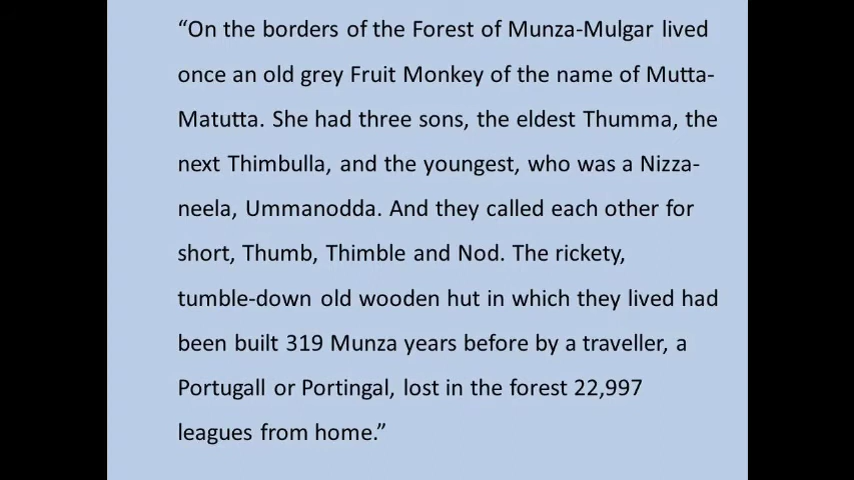 “On the borders of the Forest of Munza-Mulgar lived
once an old grey Fruit Monkey of the name of Mutta-
Matutta. She had three sons, the eldest Thumma, the
next Thimbulla, and the youngest, who was a Nizza-
neela, Ummanodda. And they called each other for
short, Thumb, Thimble and Nod. The rickety,
tumble-down old wooden hut in which they lived had
been built 319 Munza years before by a traveller, a
Portugall or Portingal, lost in the forest 22,997
leagues from home.”